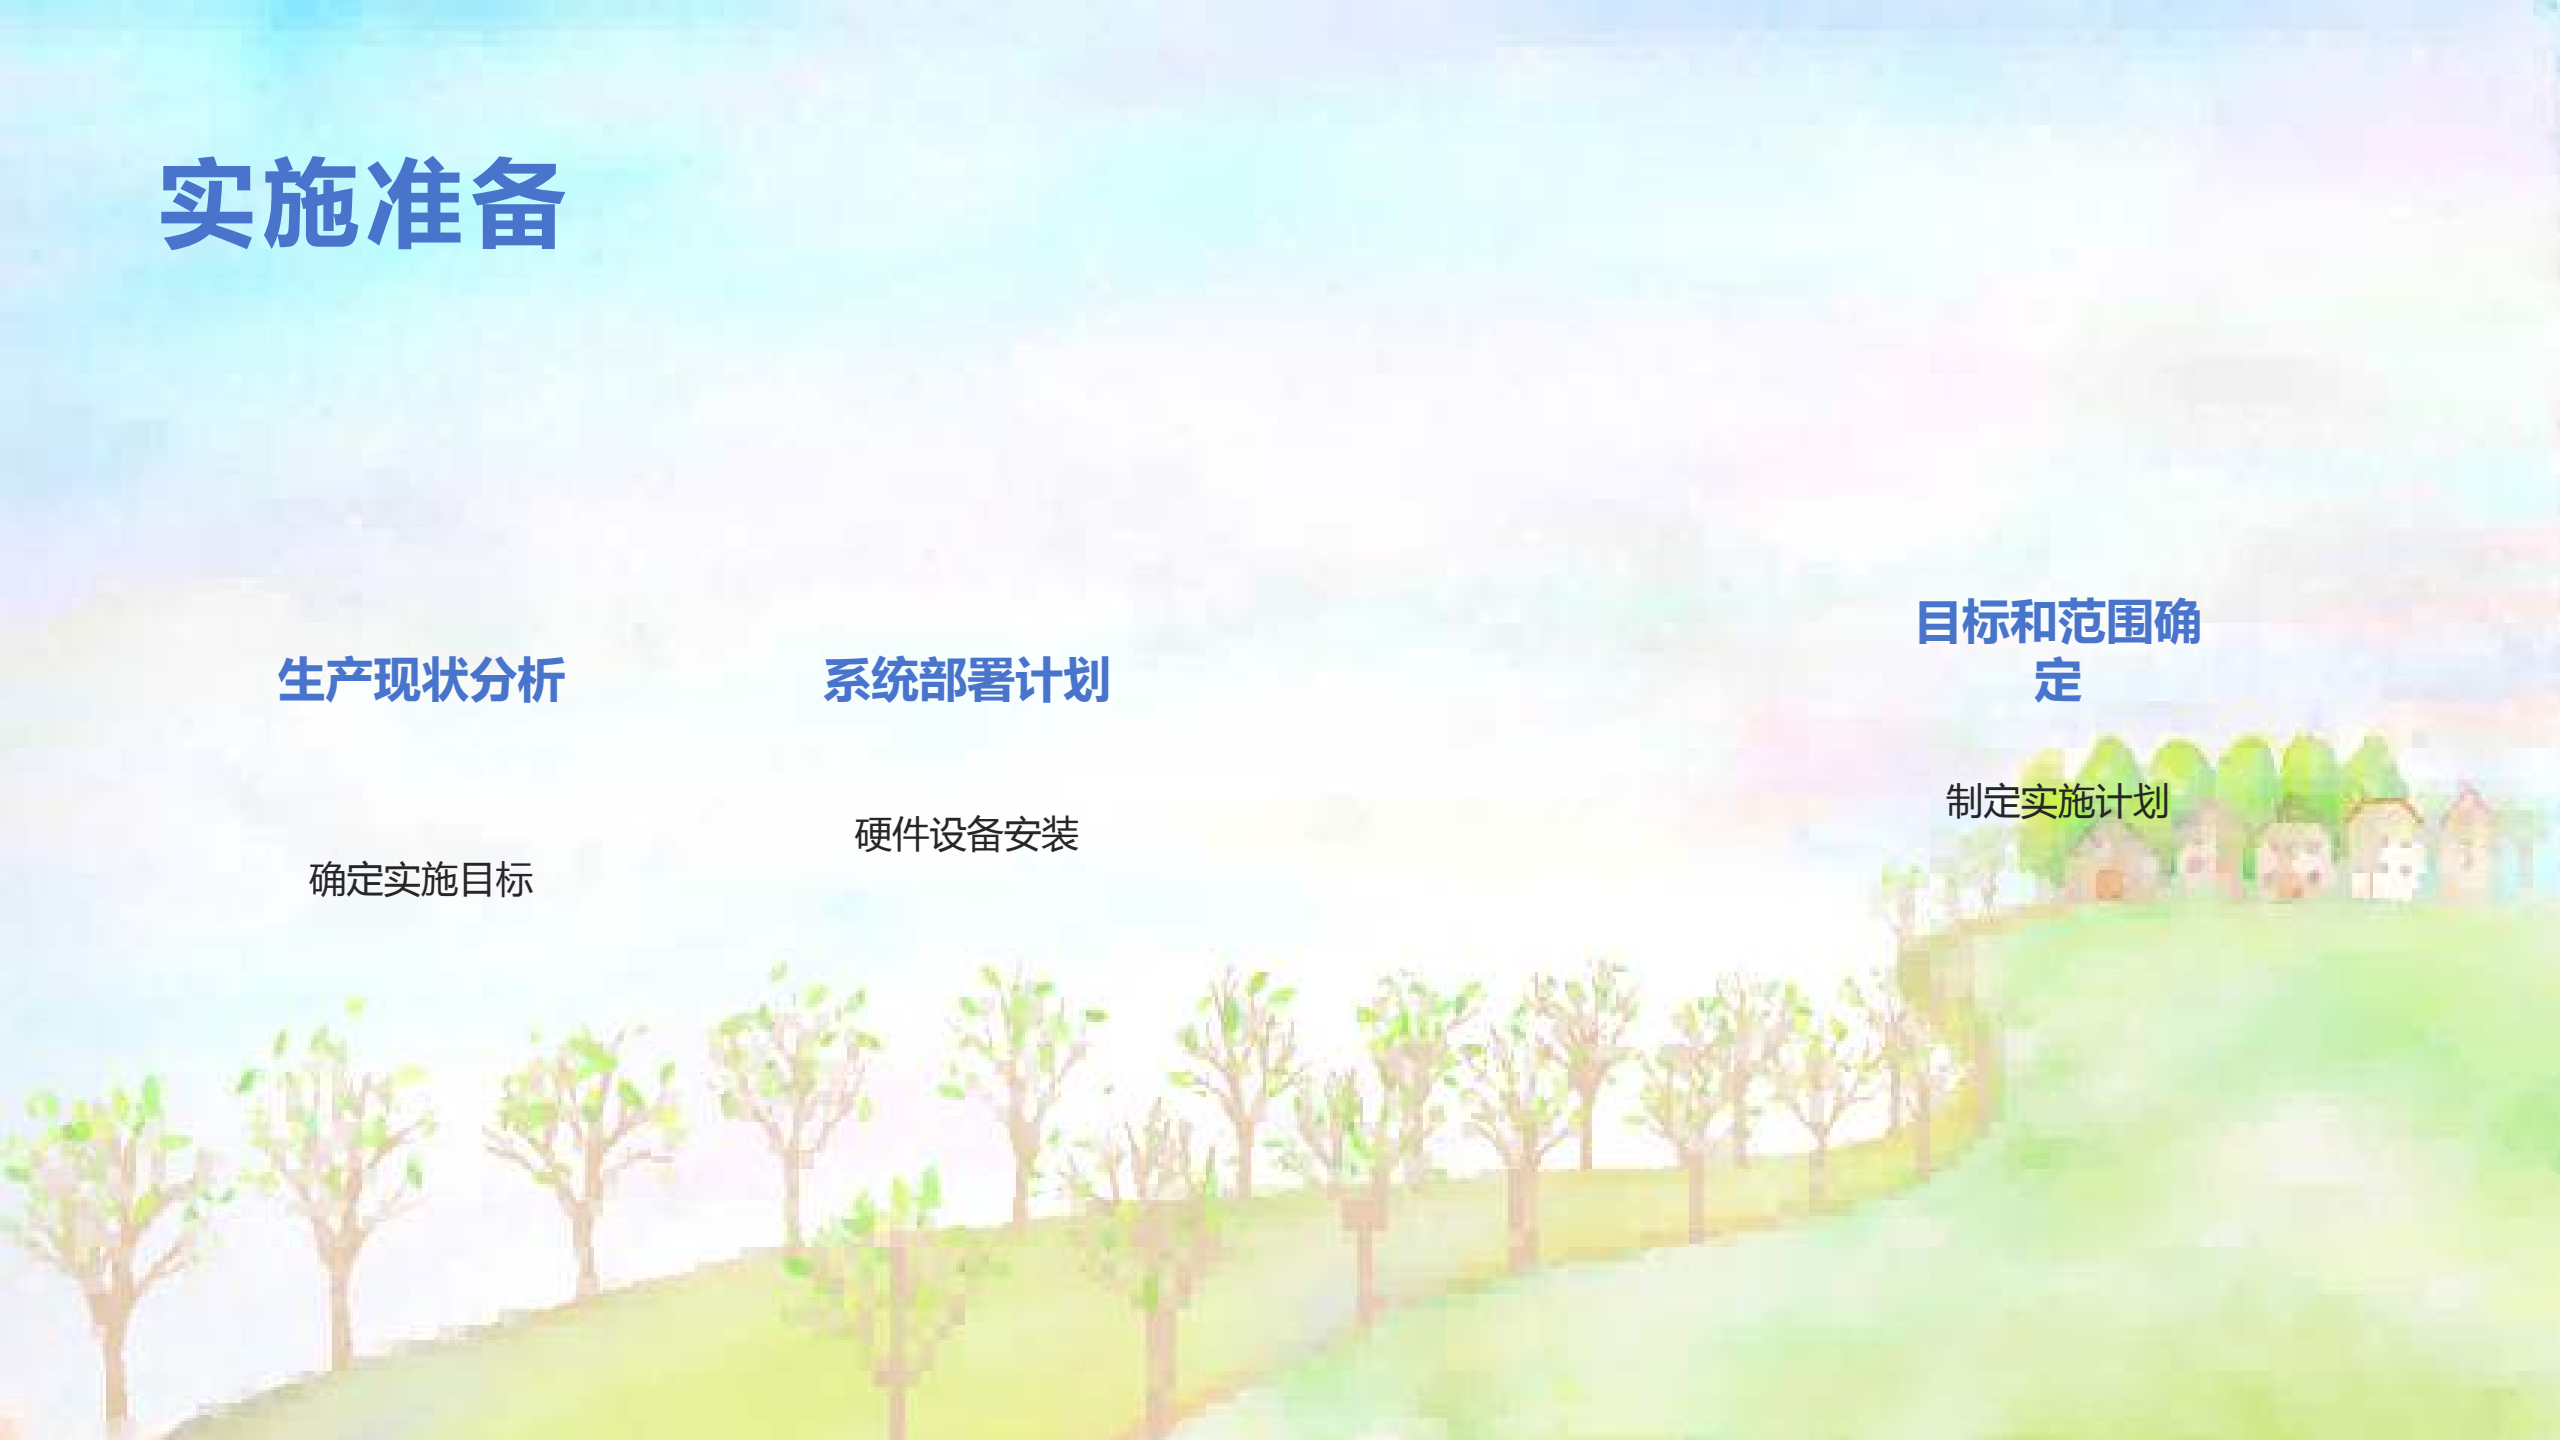 实施准备
生产现状分析
确定实施目标
系统部署计划
硬件设备安装
目标和范围确
定
制定实施计划